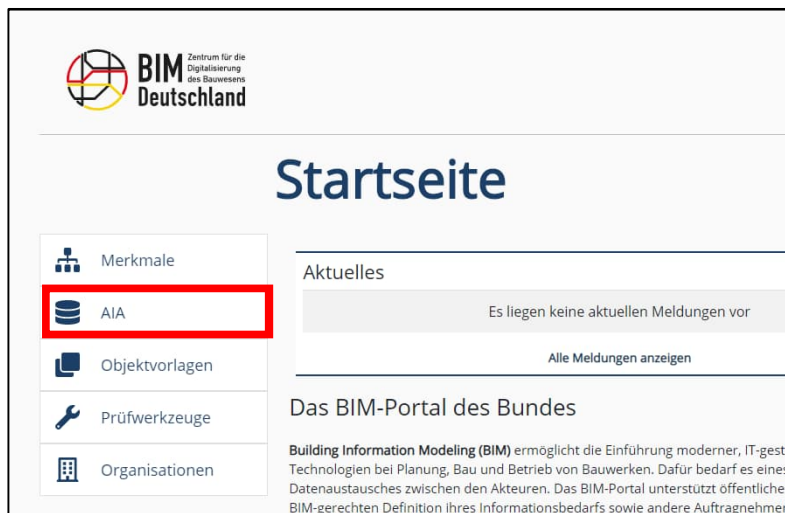 BIM Zentrum für die
Digitalisierung
des Bauwesens
Deutschland
Startseite
Merkmale
AIA
Objektvorlagen
Prüfwerkzeuge
Organisationen
Aktuelles
Es liegen keine aktuellen Meldungen vor
Alle Meldungen anzeigen
Das BIM-Portal des Bundes
Building Information Modeling (BIM) ermöglicht die Einführung moderner, IT-gest
Technologien bei Planung, Bau und Betrieb von Bauwerken. Dafür bedarf es eines
Datenaustausches zwischen den Akteuren. Das BIM-Portal unterstützt öffentliche
BIM-gerechten Definition ihres Informationsbedarfs sowie andere Auftragnehmer